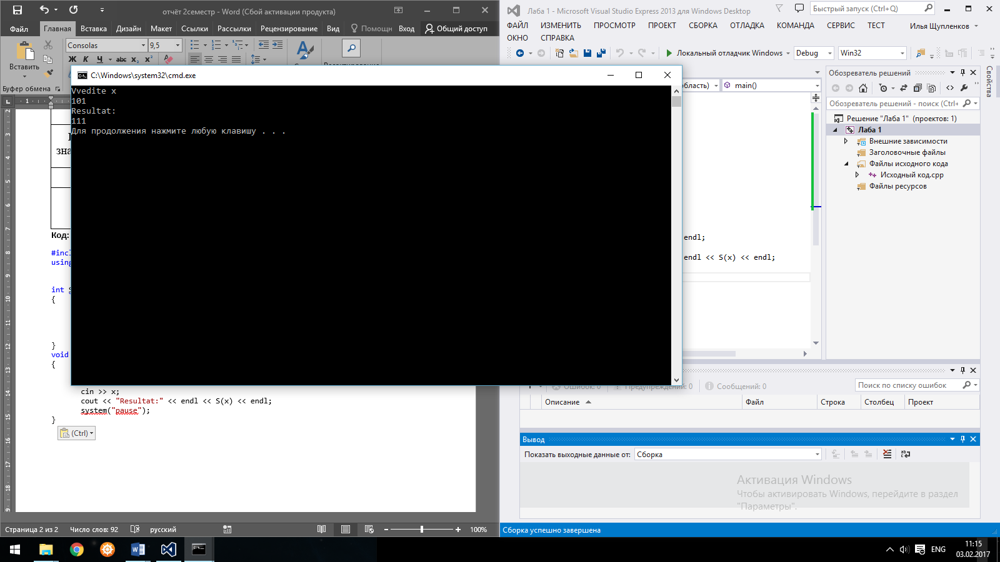 отчёт 2семестр - Word (Сбой активации продукта)
Файл Главная Вставка Дизайн Макет Ссылки Рассылки Рецензирование Вид Помощн Вход Общий доступ
Consolas 9,5
Вставить
Ж К Ч abc x₂ x²
Буфер обмена
C:\Windows\system32\cmd.exe
Vvedite x
101
Resultat:
111
Для продолжения нажмите любую клавишу . . .
зна
Код:
#incl
using
int
{
}
void
{
cin >> x;
cout << "Resultat:" << endl << S(x) << endl;
system("pause");
}
(Ctrl)
Страница 2 из 2 Число слов: 92 русский 100%
Лаба 1 - Microsoft Visual Studio Express 2013 для Windows Desktop
Быстрый запуск (Ctrl+Q)
ФАЙЛ ИЗМЕНИТЬ ПРОСМОТР ПРОЕКТ СБОРКА ОТЛАДКА КОМАНДА СЕРВИС ТЕСТ Илья Щупленков
ОКНО СПРАВКА
Локальный отладчик Windows Debug Win32
область) main()
endl;
endl << S(x) << endl;
Обозреватель решений
Обозреватель решений - поиск (Ctrl+
Решение "Лаба 1" (проектов: 1)
Лаба 1
Внешние зависимости
Заголовочные файлы
Файлы исходного кода
Исходный код.cpp
Файлы ресурсов
Свойства
Ошибок: 0 Предупреждений: 0 Сообщений: 0 Поиск по списку ошибок
Описание Файл Строка Столбец Проект
Вывод
Показать выходные данные от: Сборка
Активация Windows
Чтобы активировать Windows, перейдите в раздел
"Параметры".
Сборка успешно завершена
ENG
11:15
03.02.2017